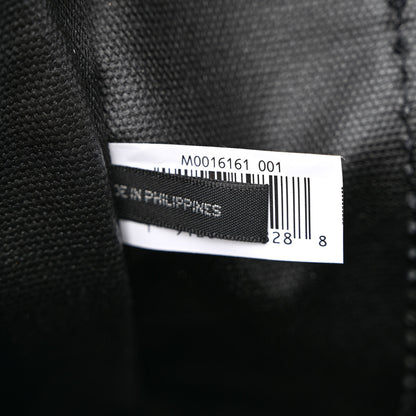 M0016161 001
DE IN PHILIPPINES
28 8